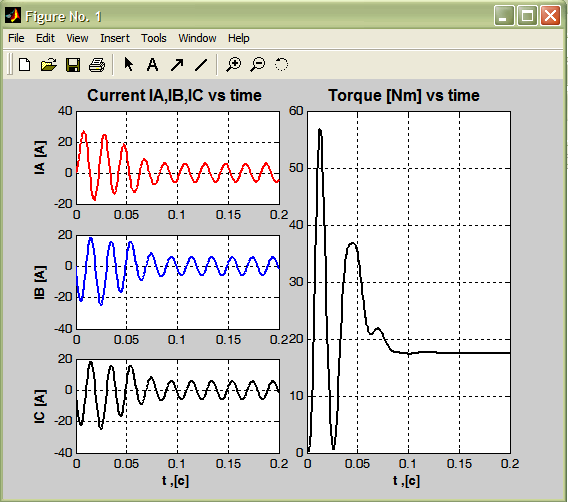 Figure No. 1
File Edit View Insert Tools Window Help
Current IA,IB,IC vs time
40
20
0
-20
0 0.05 0.1 0.15 0.2
IA [A]
20
0
-20
-40
0 0.05 0.1 0.15 0.2
IB [A]
20
0
-20
-40
0 0.05 0.1 0.15 0.2
IC [A]
t ,[c]
Torque [Nm] vs time
60
50
40
30
20
10
0
0 0.05 0.1 0.15 0.2
t ,[c]